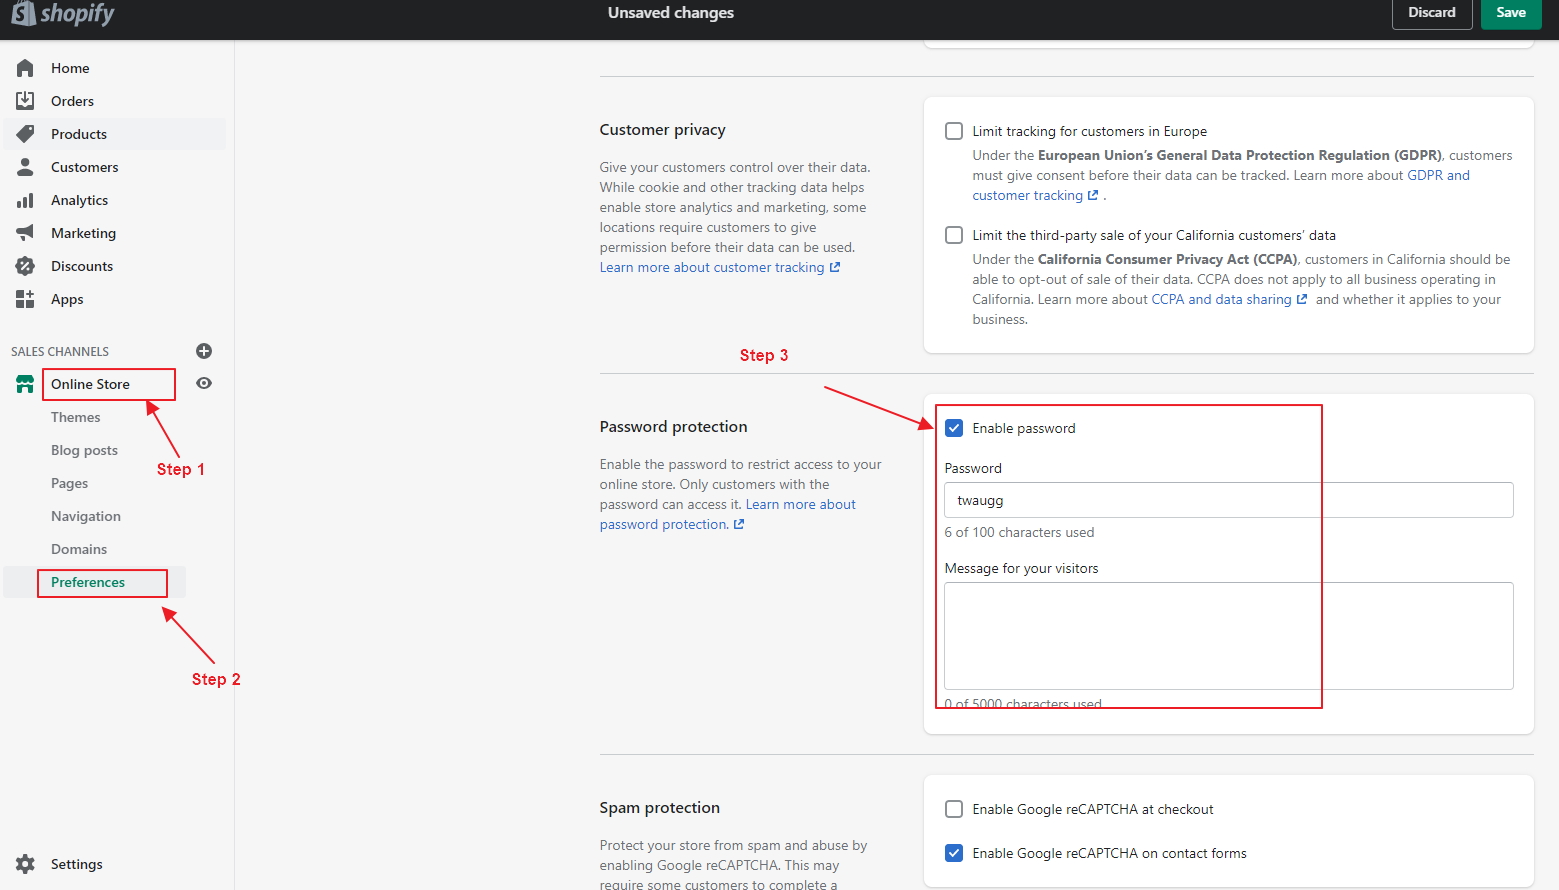 shopify
Unsaved changes
Discard
Save
Home
Orders
Products
Customers
Analytics
Marketing
Discounts
Apps
SALES CHANNELS
Online Store
Themes
Step 1
Blog posts
Pages
Navigation
Domains
Preferences
Step 2
Settings
Customer privacy
Give your customers control over their data.
While cookie and other tracking data helps
enable store analytics and marketing, some
locations require customers to give
permission before their data can be used.
Learn more about customer tracking
Limit tracking for customers in Europe
Under the European Union's General Data Protection Regulation (GDPR), customers
must give consent before their data can be tracked. Learn more about GDPR and
customer tracking .
Limit the third-party sale of your California customers' data
Under the California Consumer Privacy Act (CCPA), customers in California should be
able to opt-out of sale of their data. CCPA does not apply to all business operating in
California. Learn more about CCPA and data sharing and whether it applies to your
business.
Step 3
Password protection
Enable the password to restrict access to your
online store. Only customers with the
password can access it. Learn more about
password protection.
Enable password
Password
twaugg
6 of 100 characters used
Message for your visitors
0 of 5000 characters used
Spam protection
Protect your store from spam and abuse by
enabling Google reCAPTCHA. This may
require some customers to complete a
Enable Google reCAPTCHA at checkout
Enable Google reCAPTCHA on contact forms